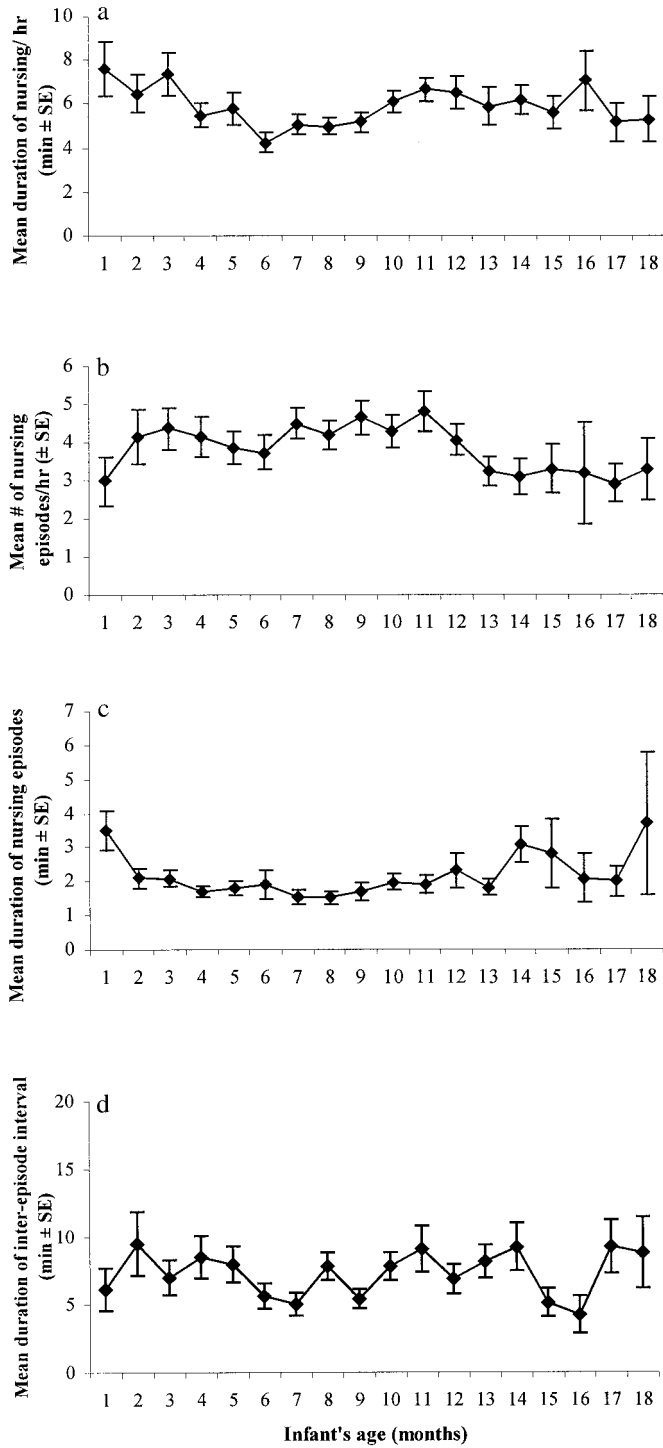 a
Mean duration of nursing/ hr
(min ± SE)
10
8
6
4
2
0
1 2 3 4 5 6 7 8 9 10 11 12 13 14 15 16 17 18
b
Mean # of nursing
episodes/hr (± SE)
6
5
4
3
2
1
0
1 2 3 4 5 6 7 8 9 10 11 12 13 14 15 16 17 18
c
Mean duration of nursing episodes
(min ± SE)
7
6
5
4
3
2
1
0
1 2 3 4 5 6 7 8 9 10 11 12 13 14 15 16 17 18
d
Mean duration of inter-episode interval
(min ± SE)
20
15
10
5
0
1 2 3 4 5 6 7 8 9 10 11 12 13 14 15 16 17 18
Infant's age (months)